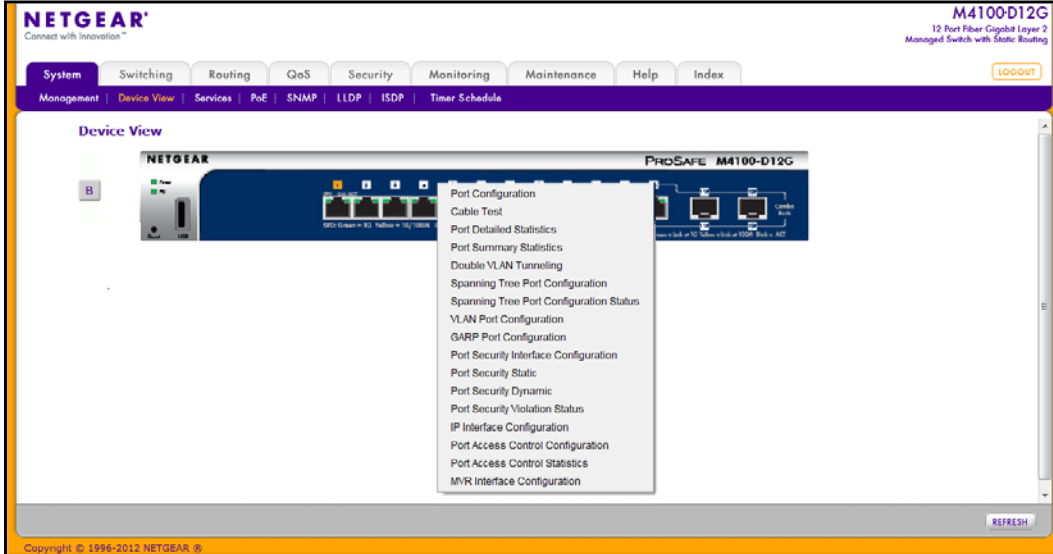 NETGEAR®
Connect with Innovation™
M4100-D12G
12 Port Fiber Gigabit Layer 2
Managed Switch with Static Routing
System Switching Routing QoS Security Monitoring Maintenance Help Index
LOGOUT
Management | Device View | Services | PoE | SNMP | LLDP | ISDP | Timer Schedule
Device View
NETGEAR
PROSAFE M4100-D12G
B
USB
Combo
Ports
Port Configuration
Cable Test
Port Detailed Statistics
Port Summary Statistics
Double VLAN Tunneling
Spanning Tree Port Configuration
Spanning Tree Port Configuration Status
VLAN Port Configuration
GARP Port Configuration
Port Security Interface Configuration
Port Security Static
Port Security Dynamic
Port Security Violation Status
IP Interface Configuration
Port Access Control Configuration
Port Access Control Statistics
MVR Interface Configuration
REFRESH
Copyright © 1996-2012 NETGEAR ®